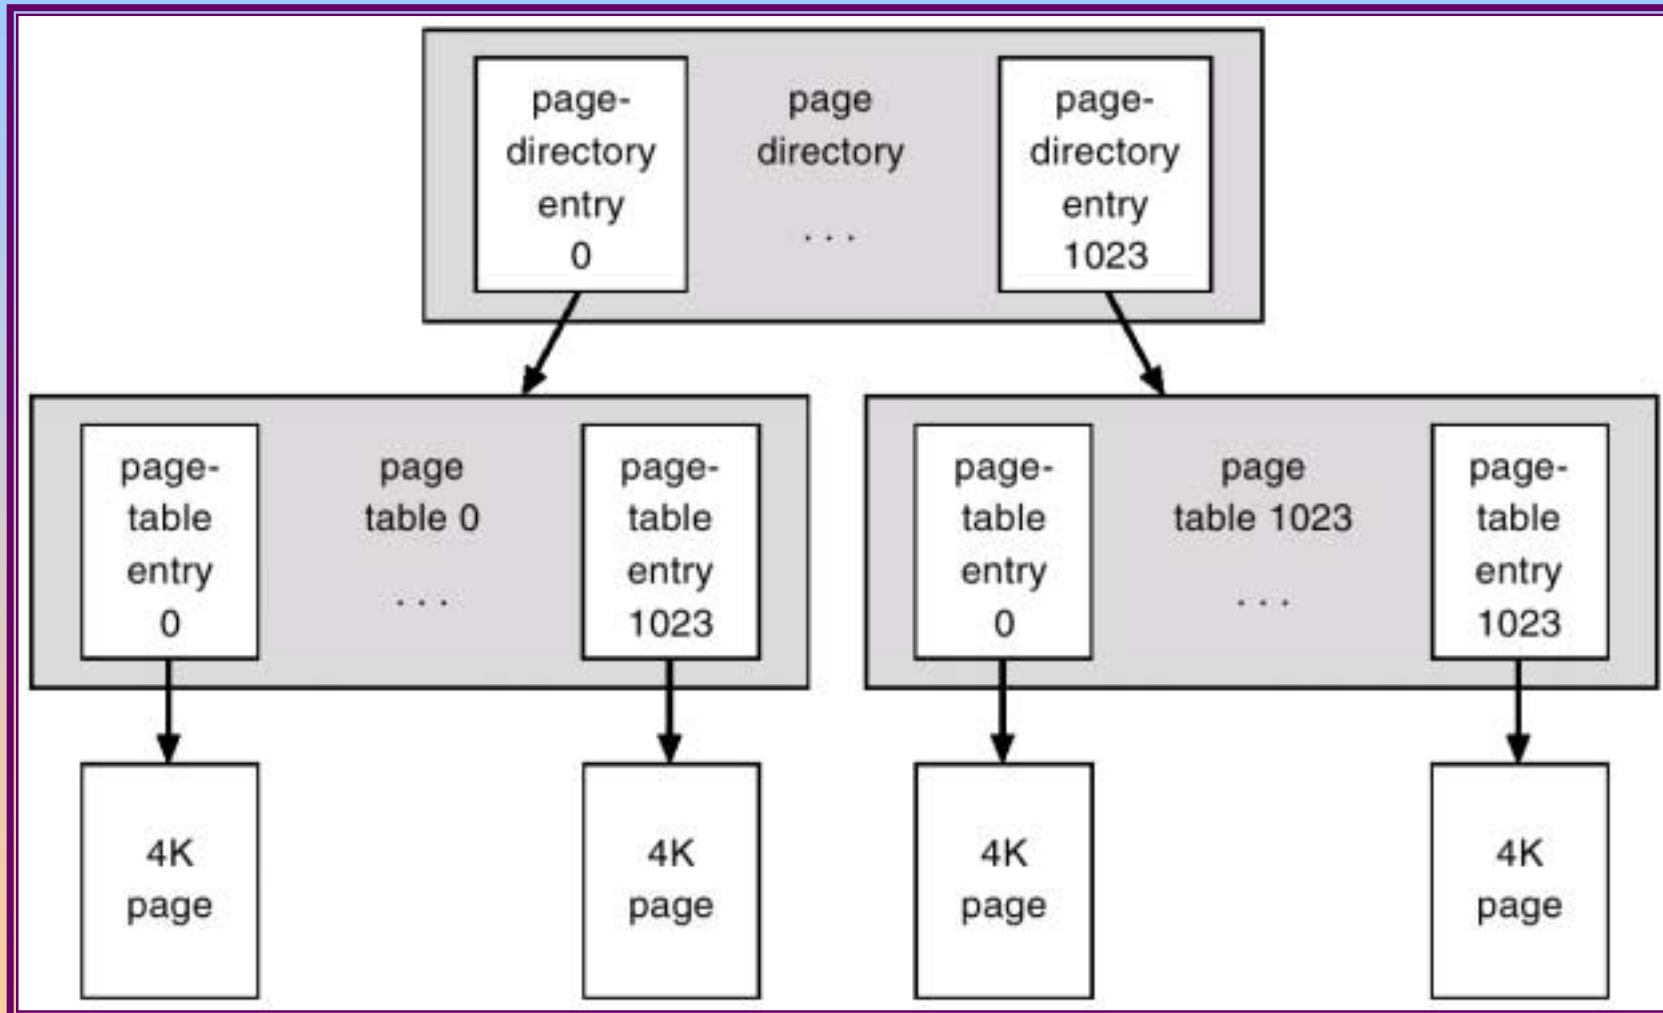 page-
directory
entry
0
page
directory
. . .
page-
directory
entry
1023
page-
table
entry
0
page
table 0
. . .
page-
table
entry
1023
page-
table
entry
0
page
table 1023
. . .
page-
table
entry
1023
4K
page
4K
page
4K
page
4K
page